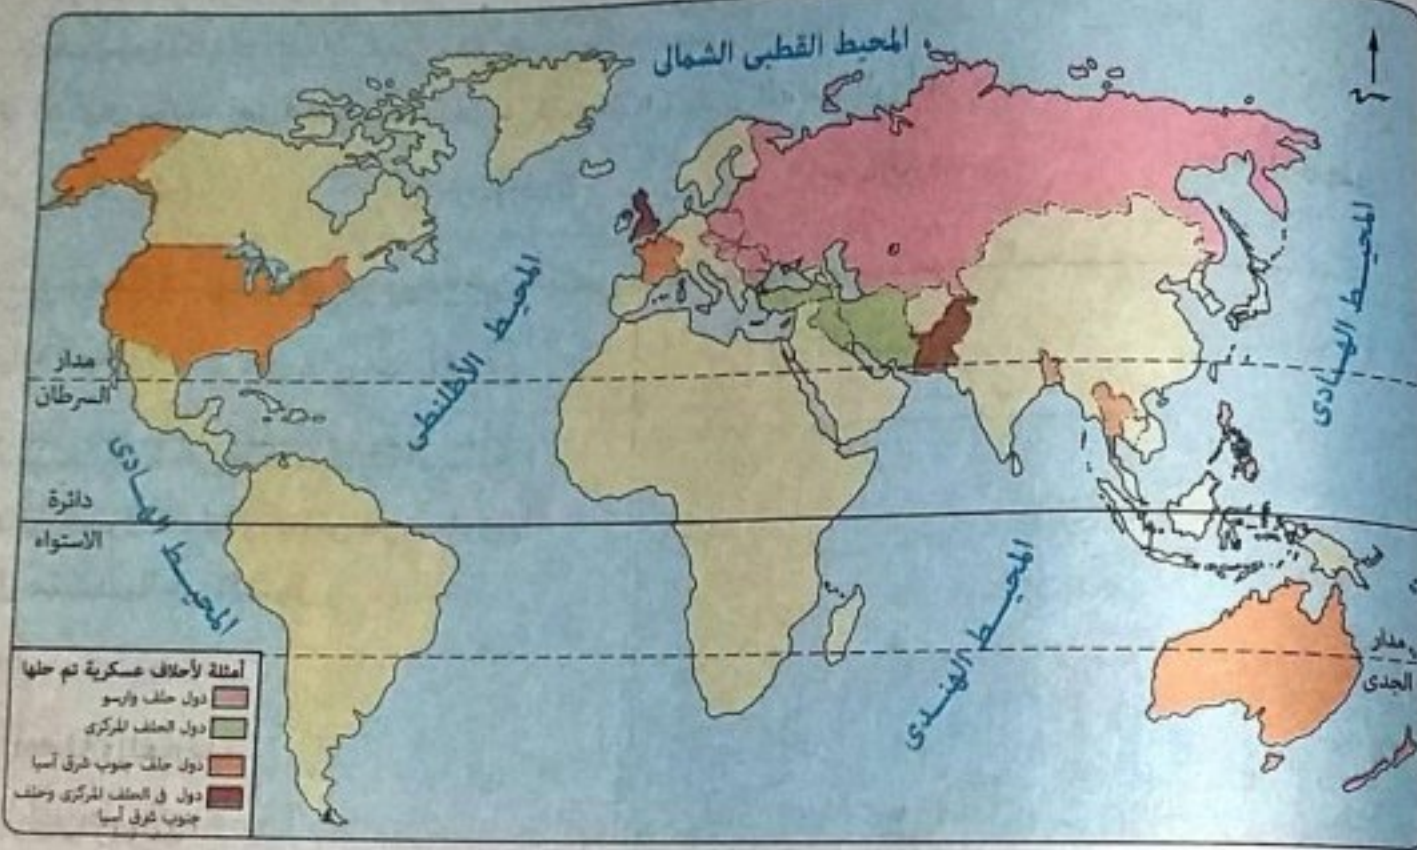 المحيط القطبى الشمالى
المحيط الهادى
المحيط الأطلنطى
مدار
السرطان
المحيط الهادى
دائرة
الاستواء
المحيط الهندى
مدار
الجدى
أمثلة لأحلاف عسكرية تم حلها
دول حلف وارسو
دول الحلف المركزى
دول حلف جنوب شرق آسيا
دول فى الحلف المركزى وحلف
جنوب شرق آسيا